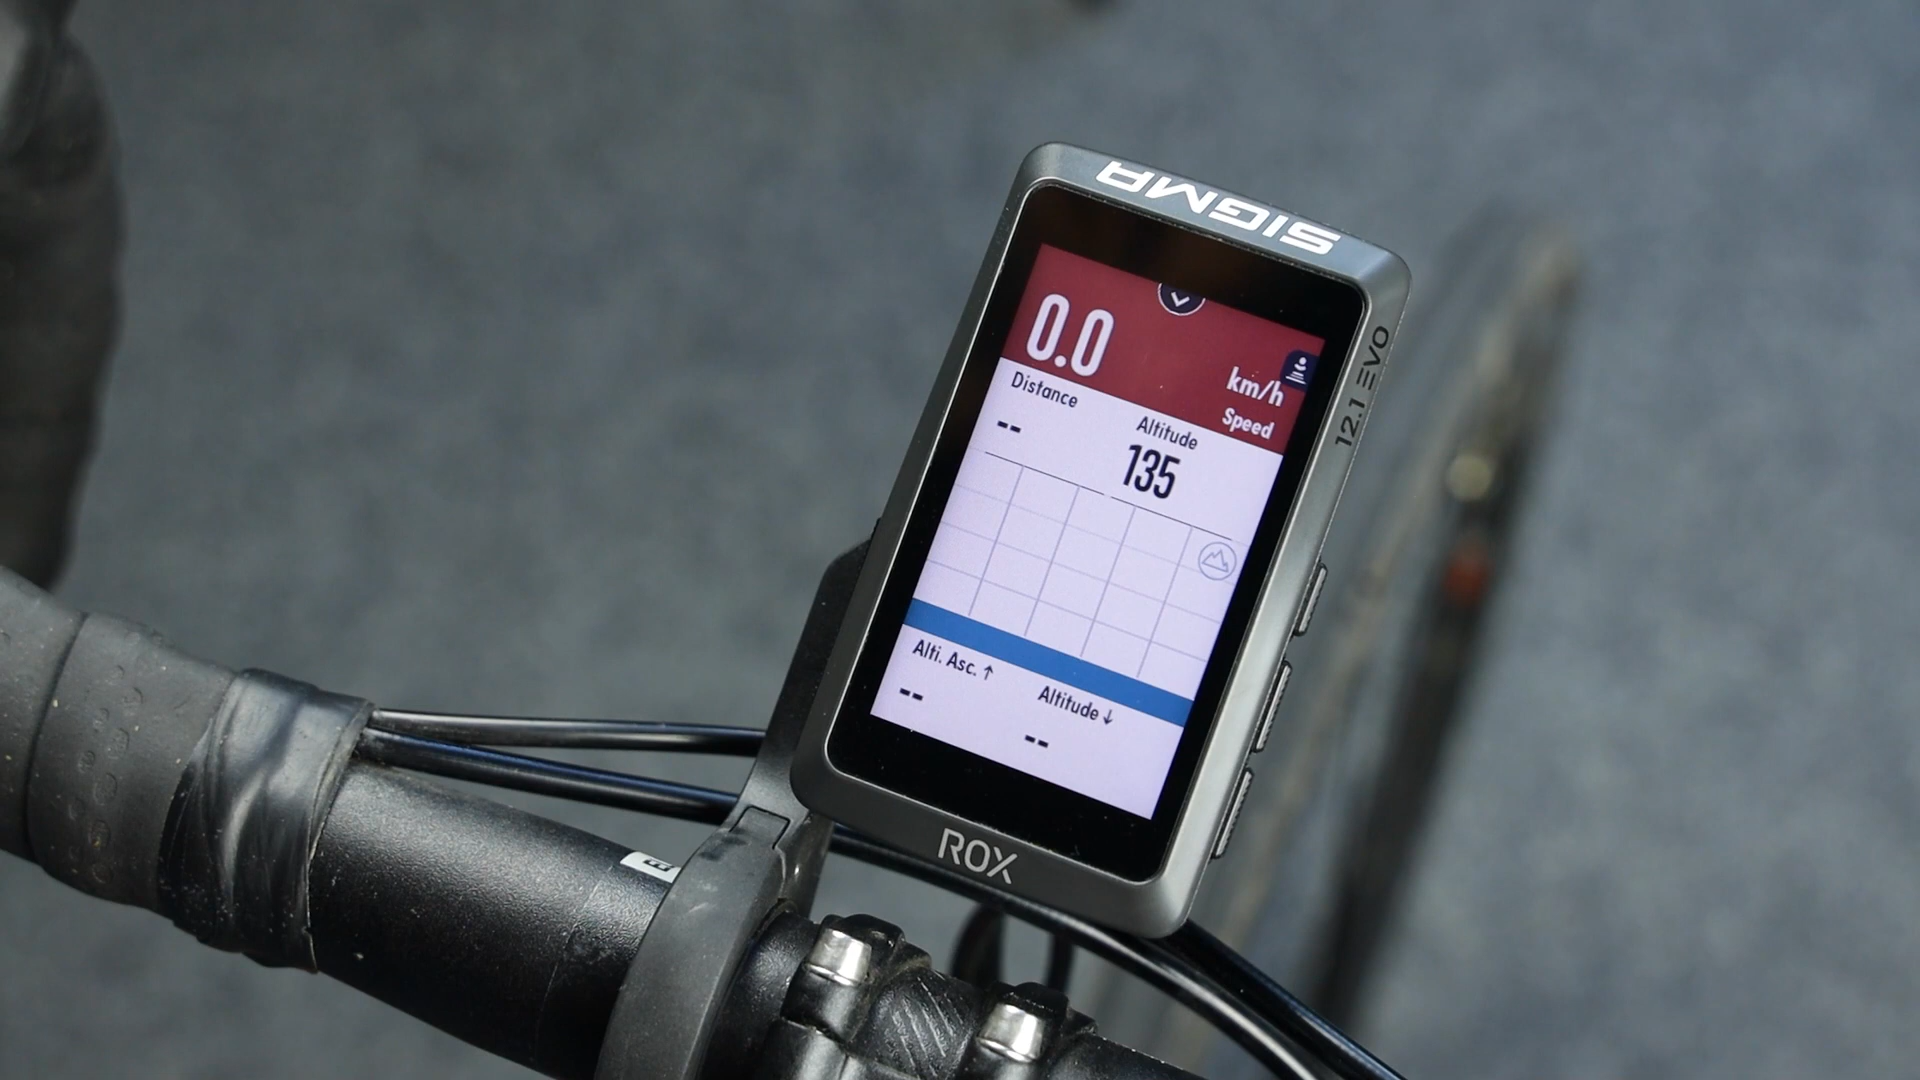 SIGMA
12.1 EVO
0.0
km/h
Speed
Distance
--
Altitude
135
Alti. Asc. ↑
--
Altitude ↓
--
ROX